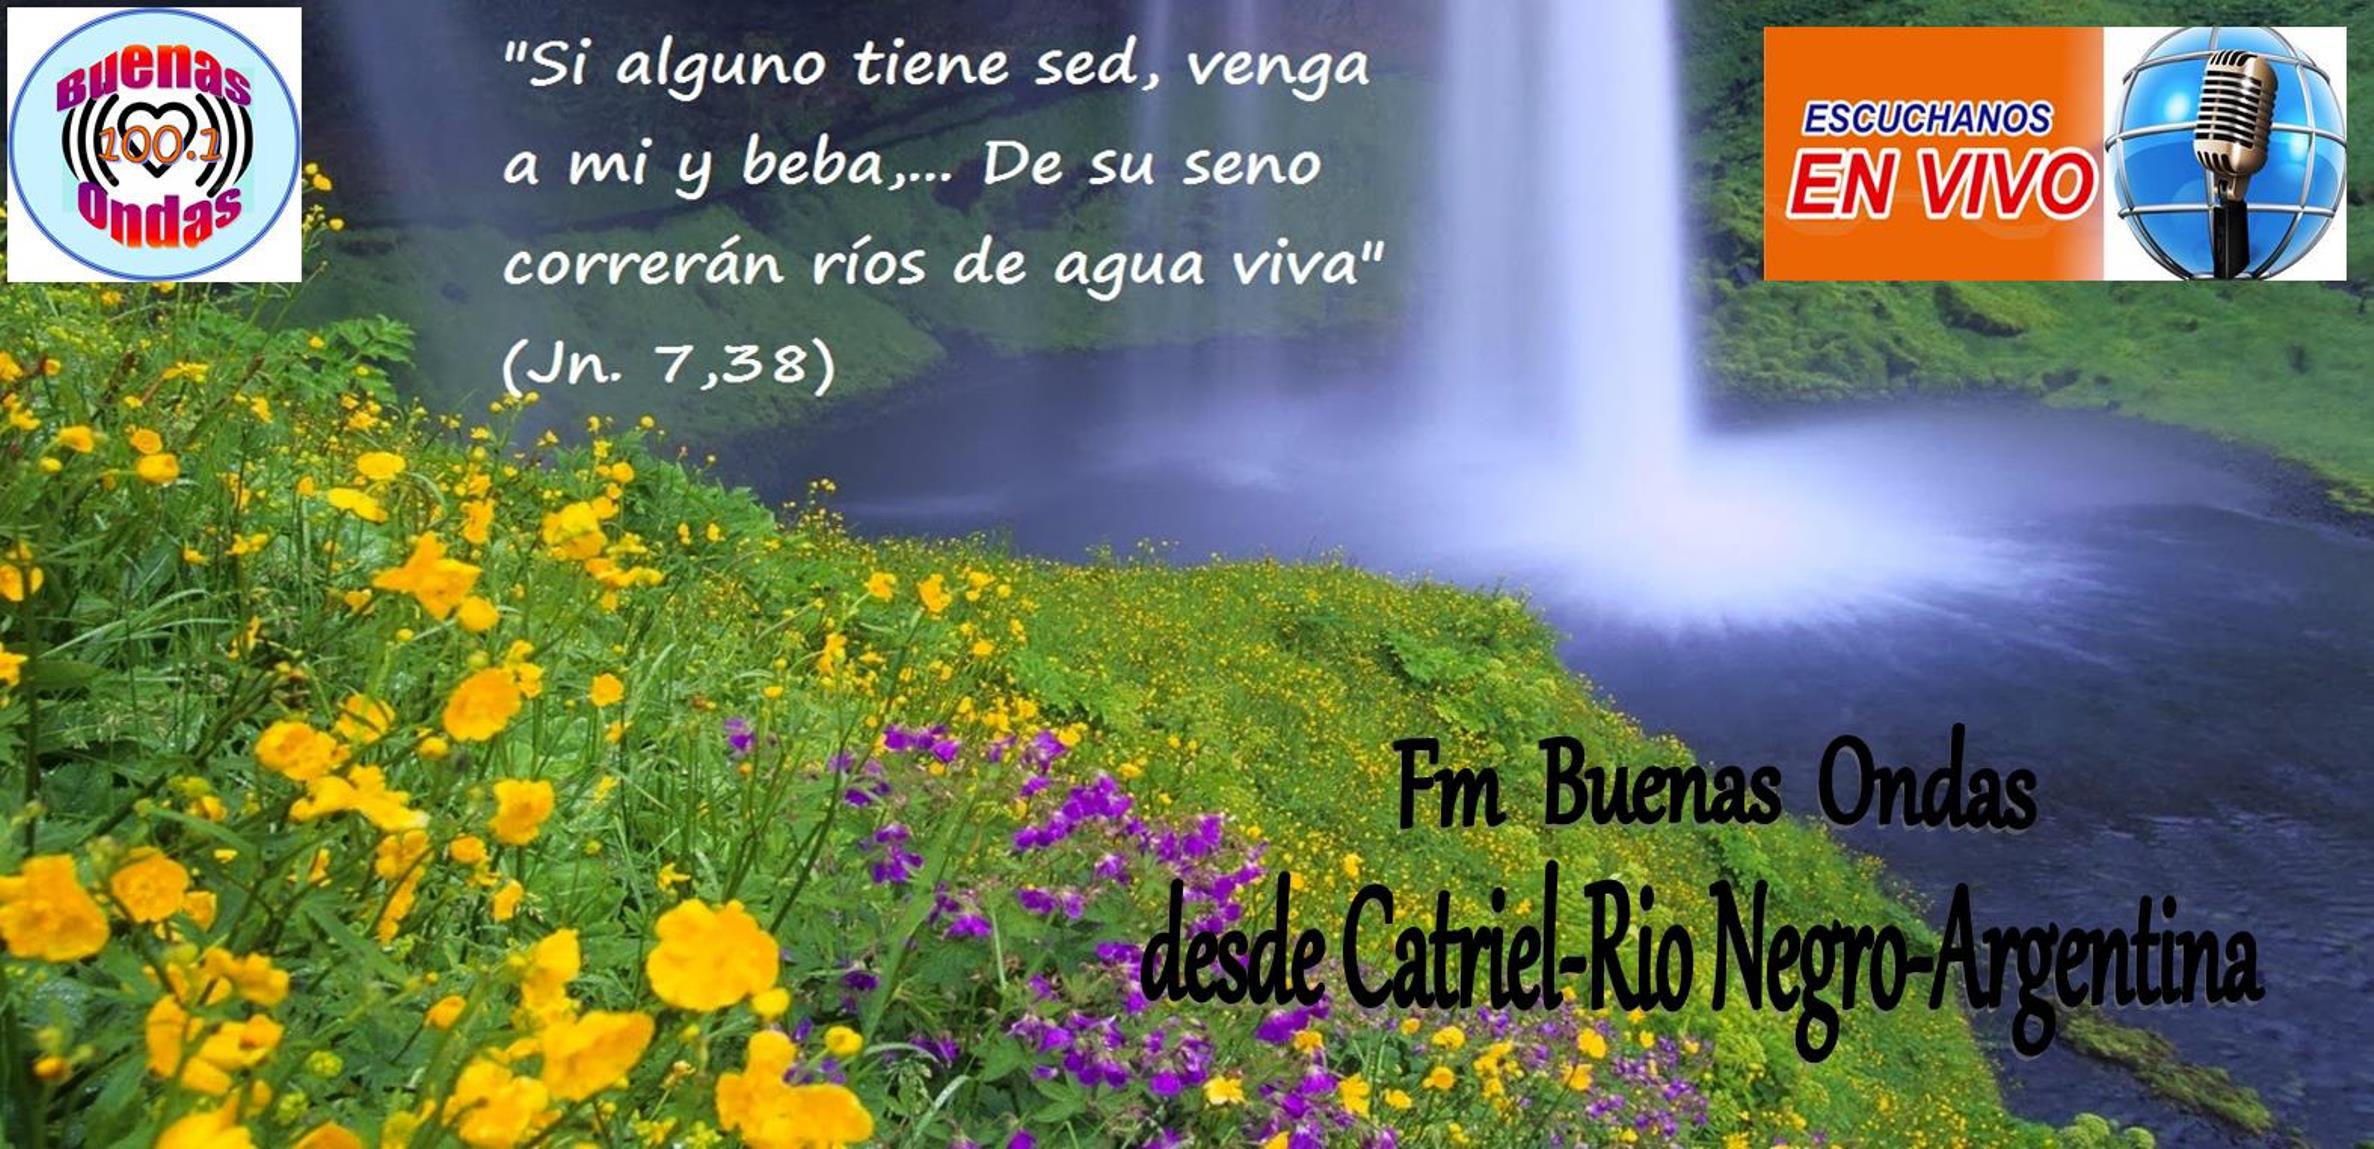 Buenas
100.1
Ondas
"Si alguno tiene sed, venga
a mi y beba,... De su seno
correrán ríos de agua viva"
(Jn. 7,38)
ESCUCHANOS
EN VIVO
Fm Buenas Ondas
desde Catriel-Rio Negro-Argentina